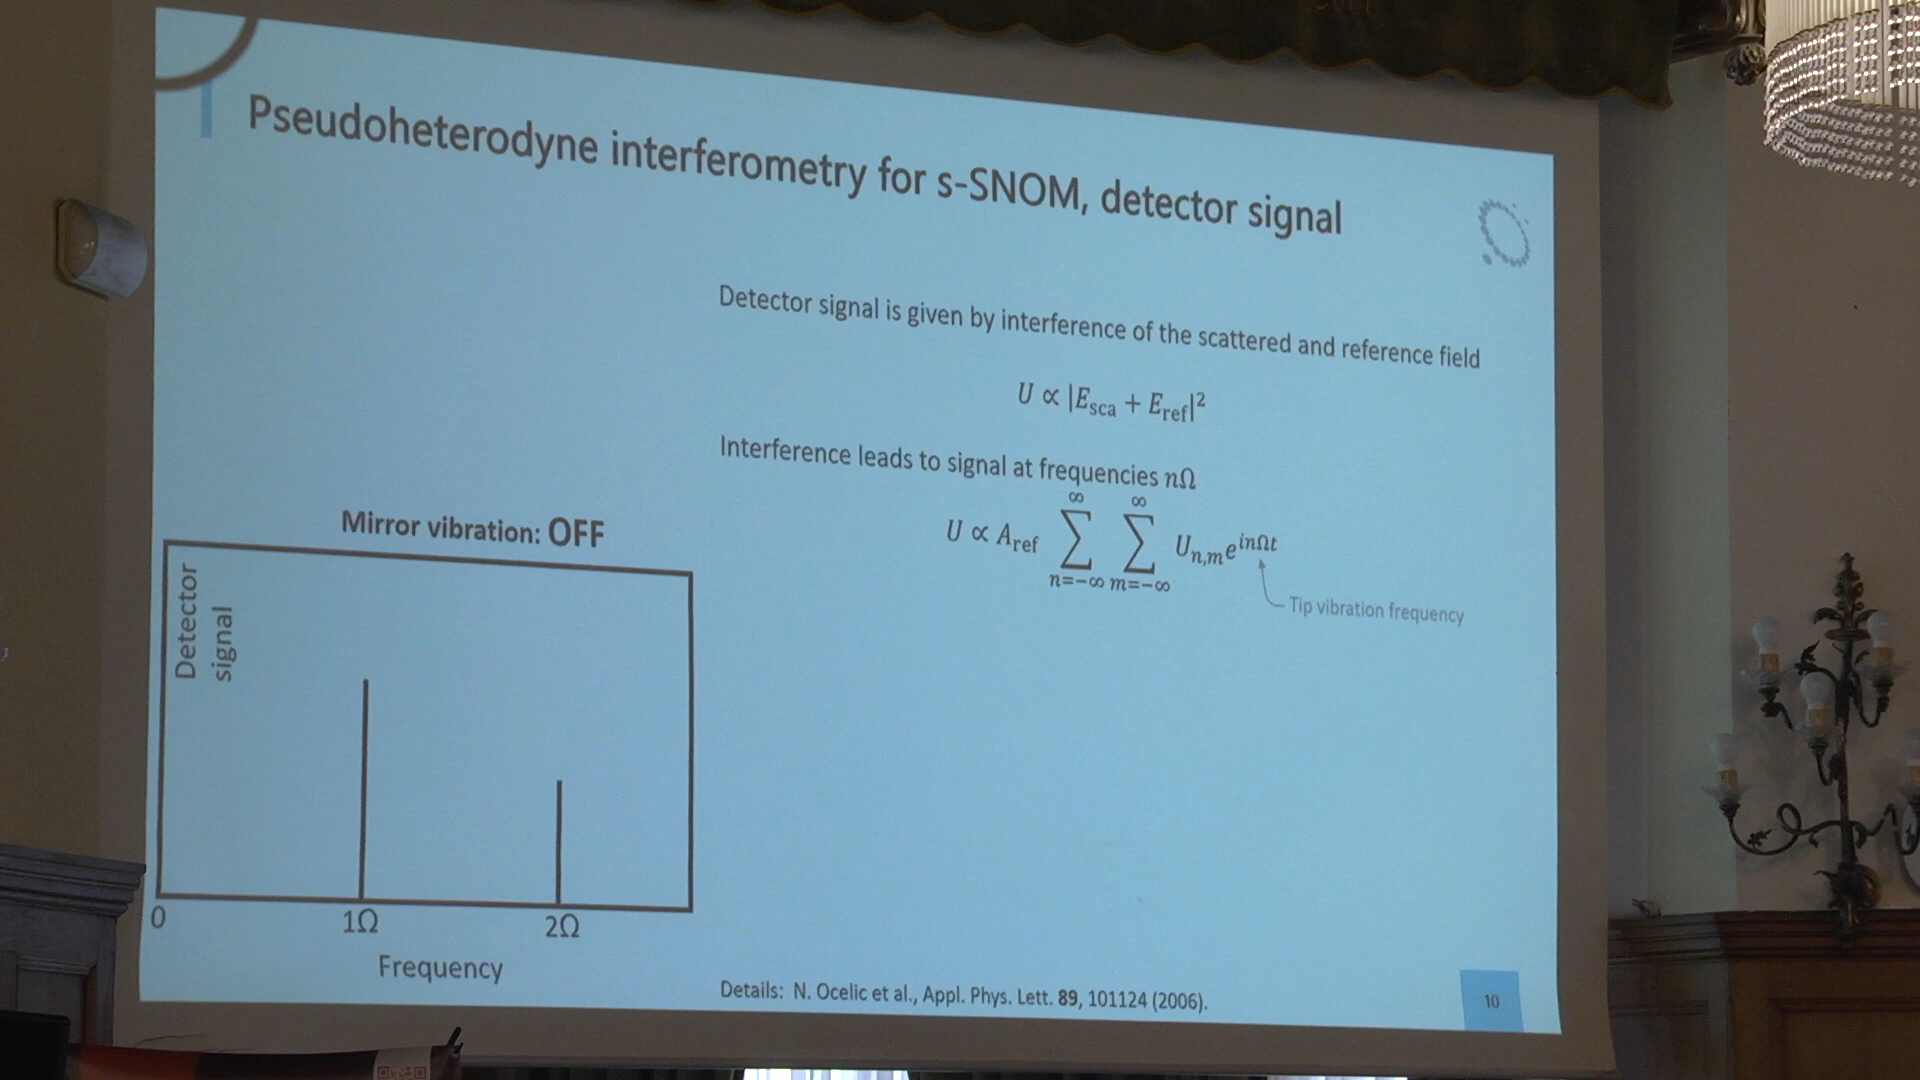 Pseudoheterodyne interferometry for s-SNOM, detector signal
Detector signal is given by interference of the scattered and reference field
U ∝ |E_sca + E_ref|²
Interference leads to signal at frequencies nΩ
U ∝ A_ref ∑_{n=−∞}^{∞} ∑_{m=−∞}^{∞} U_{n,m}e^{inΩt}
Tip vibration frequency
Mirror vibration: OFF
Detector
signal
0 1Ω 2Ω
Frequency
Details: N. Ocelic et al., Appl. Phys. Lett. 89, 101124 (2006).
10